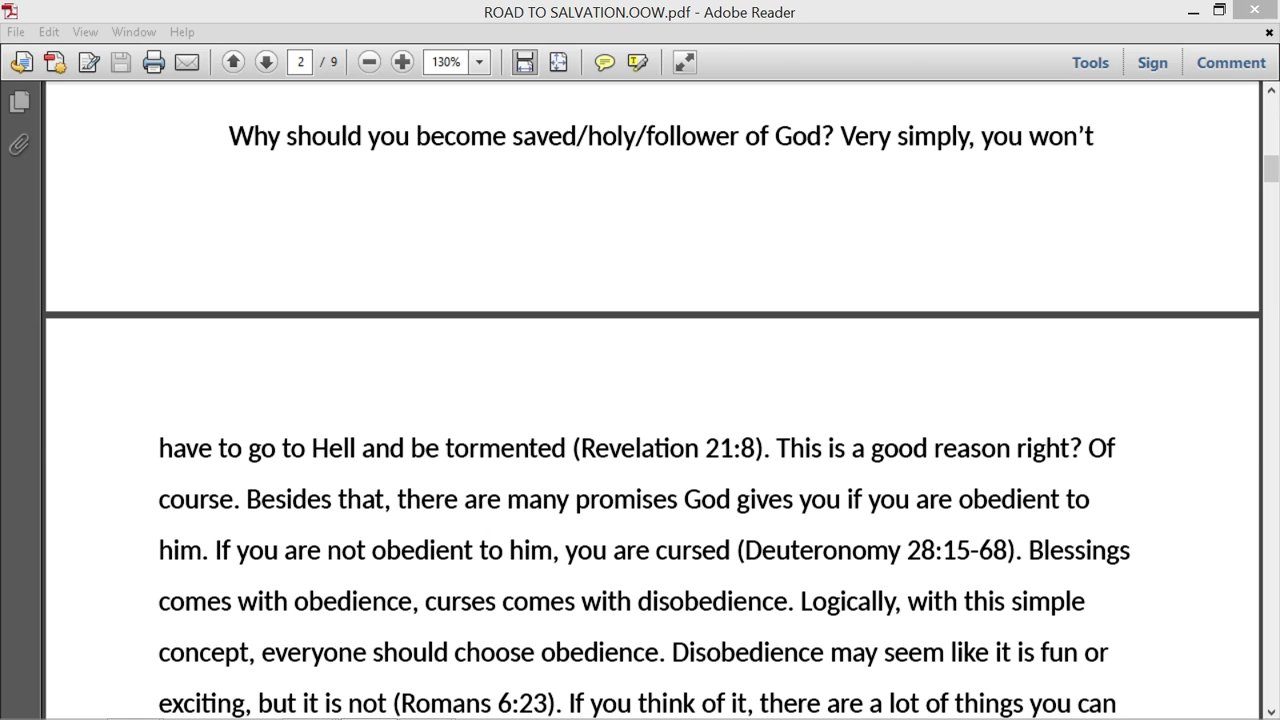 ROAD TO SALVATION.OOW.pdf - Adobe Reader
File Edit View Window Help
2 / 9 130% Tools Sign Comment
Why should you become saved/holy/follower of God? Very simply, you won’t
have to go to Hell and be tormented (Revelation 21:8). This is a good reason right? Of
course. Besides that, there are many promises God gives you if you are obedient to
him. If you are not obedient to him, you are cursed (Deuteronomy 28:15-68). Blessings
comes with obedience, curses comes with disobedience. Logically, with this simple
concept, everyone should choose obedience. Disobedience may seem like it is fun or
exciting, but it is not (Romans 6:23). If you think of it, there are a lot of things you can